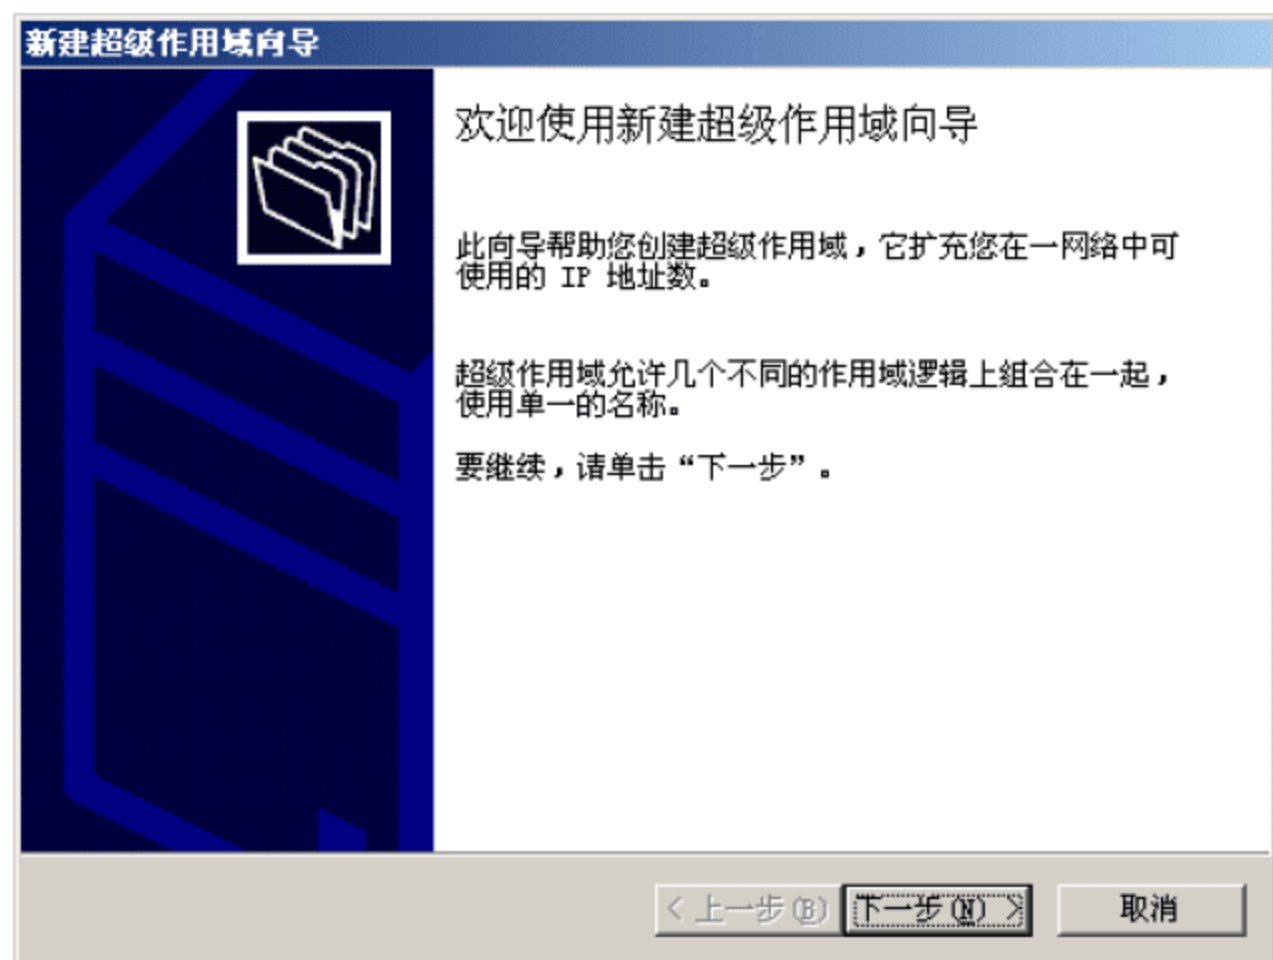 新建超级作用域向导
欢迎使用新建超级作用域向导
此向导帮助您创建超级作用域，它扩充您在一网络中可
使用的 IP 地址数。
超级作用域允许几个不同的作用域逻辑上组合在一起，
使用单一的名称。
要继续，请单击“下一步”。
< 上一步(B) 下一步(N) > 取消